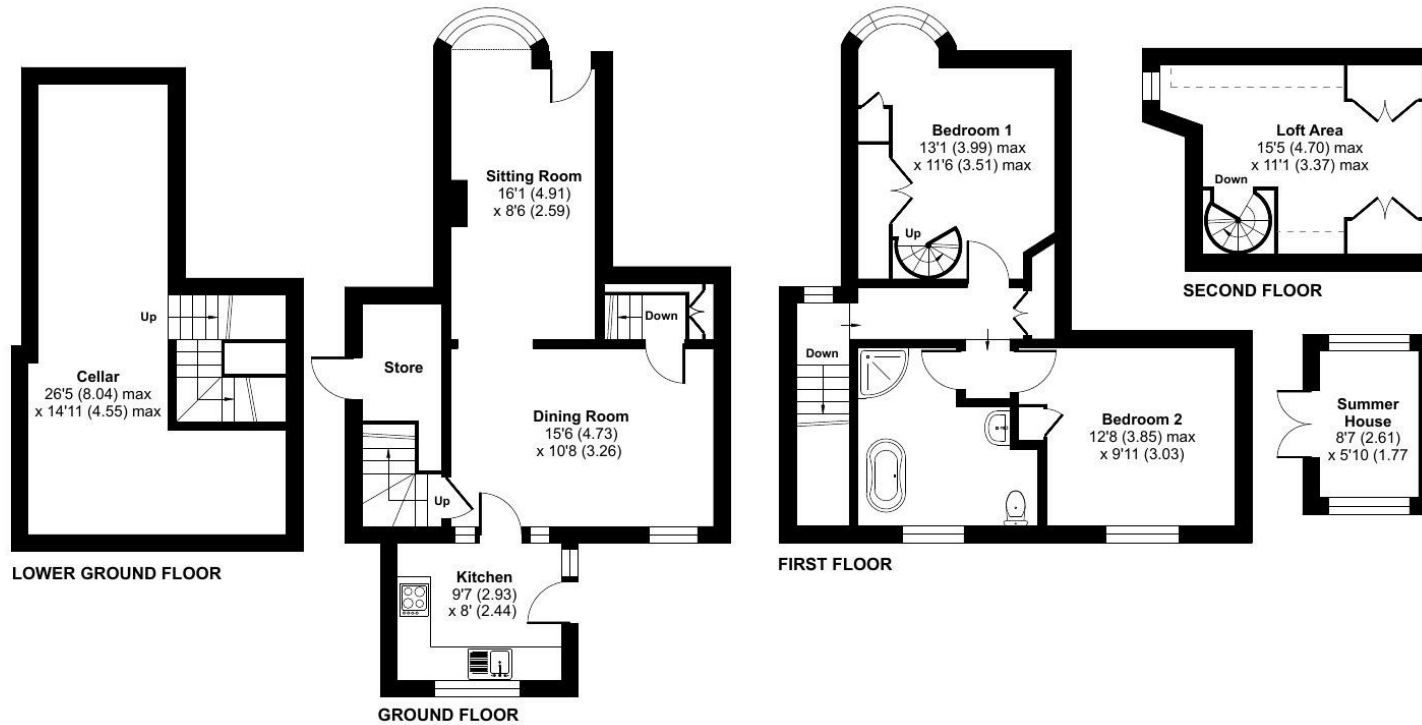 Up
Cellar
26'5 (8.04) max
x 14'11 (4.55) max
LOWER GROUND FLOOR
Sitting Room
16'1 (4.91)
x 8'6 (2.59)
Store
Down
Dining Room
15'6 (4.73)
x 10'8 (3.26)
Up
Kitchen
9'7 (2.93)
x 8' (2.44)
GROUND FLOOR
Bedroom 1
13'1 (3.99) max
x 11'6 (3.51) max
Up
Down
Bedroom 2
12'8 (3.85) max
x 9'11 (3.03)
FIRST FLOOR
Loft Area
15'5 (4.70) max
x 11'1 (3.37) max
Down
SECOND FLOOR
Summer
House
8'7 (2.61)
x 5'10 (1.77